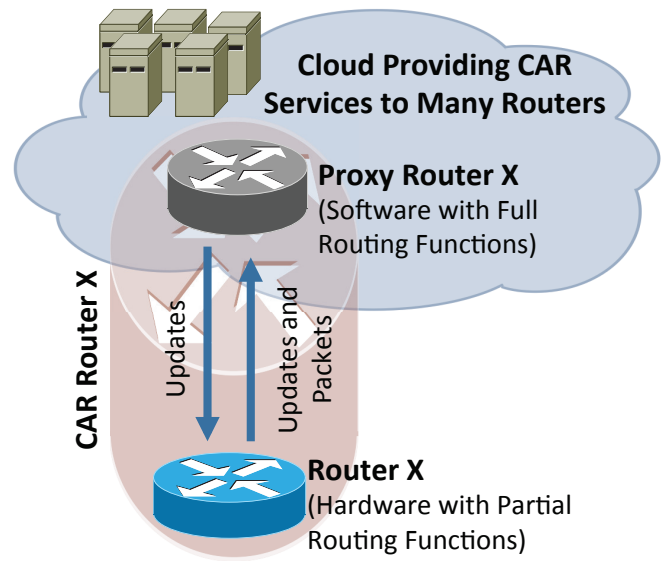 Cloud Providing CAR
Services to Many Routers
Proxy Router X
(Software with Full
Routing Functions)
CAR Router X
Updates
Updates and
Packets
Router X
(Hardware with Partial
Routing Functions)